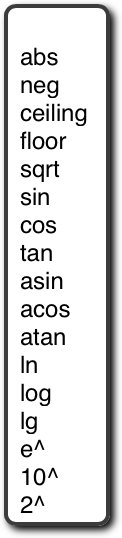 abs
neg
ceiling
floor
sqrt
sin
cos
tan
asin
acos
atan
ln
log
lg
e^
10^
2^